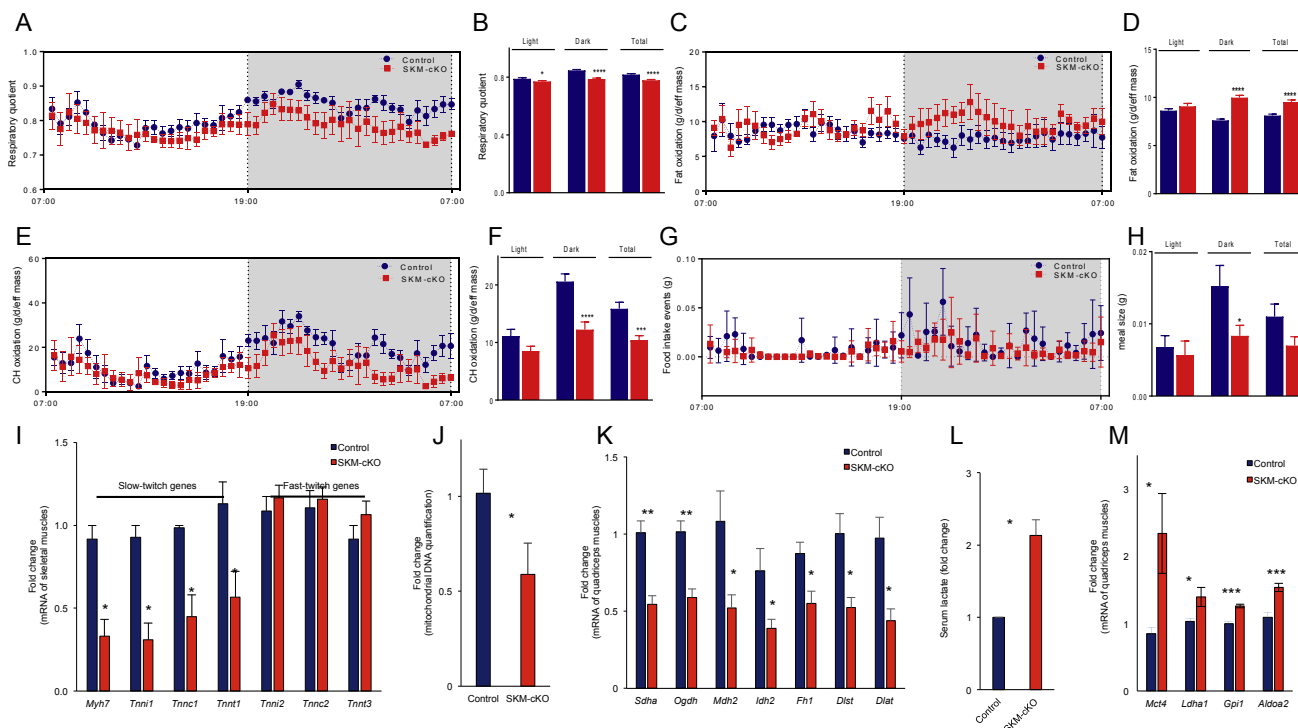 A
Respiratory quotient
1.0
0.9
0.8
0.7
0.6
Control
SKM-cKO
07:00
19:00
07:00
B
Light
Dark
Total
Respiratory quotient
0.8
0.4
0.0
*
****
****
C
Fat oxidation (g/d/eff mass)
20
15
10
5
0
Control
SKM-cKO
07:00
19:00
07:00
D
Light
Dark
Total
Fat oxidation (g/d/eff mass)
15
10
5
0
****
****
E
CH oxidation (g/d/eff mass)
60
40
20
0
Control
SKM-cKO
07:00
19:00
07:00
F
Light
Dark
Total
CH oxidation (g/d/eff mass)
20
10
0
****
***
G
Food intake events (g)
0.10
0.05
0.00
Control
SKM-cKO
07:00
19:00
07:00
H
Light
Dark
Total
meal size (g)
0.02
0.01
0.005
0.000
*
I
Fold change
(mRNA of skeletal muscles)
1.5
1.0
0.5
0.0
Control
SKM-cKO
Slow-twitch genes
Fast-twitch genes
*
*
*
*
Myh7
Tnni1
Tnnc1
Tnnt1
Tnni2
Tnnc2
Tnnt3
J
Fold change
(mitochondrial DNA quantification)
1
0.5
0
*
Control
SKM-cKO
K
Fold change
(mRNA of quadriceps muscles)
1.5
1
0.5
0
Control
SKM-cKO
**
**
*
*
*
*
*
Sdha
Ogdh
Mdh2
Idh2
Fh1
Dlst
Dlat
L
Serum lactate (fold change)
3
2
1
0
*
Control
SKM-cKO
M
Fold change
(mRNA of quadriceps muscles)
3
2
1
0
Control
SKM-cKO
*
*
***
***
Mct4
Ldha1
Gpi1
Aldoa2